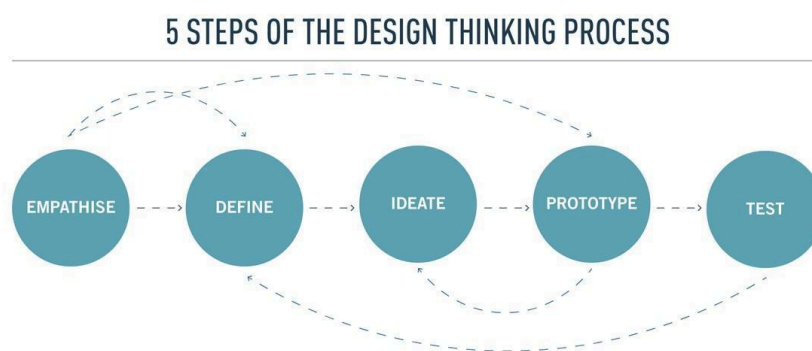 5 STEPS OF THE DESIGN THINKING PROCESS
EMPATHISE
DEFINE
IDEATE
PROTOTYPE
TEST